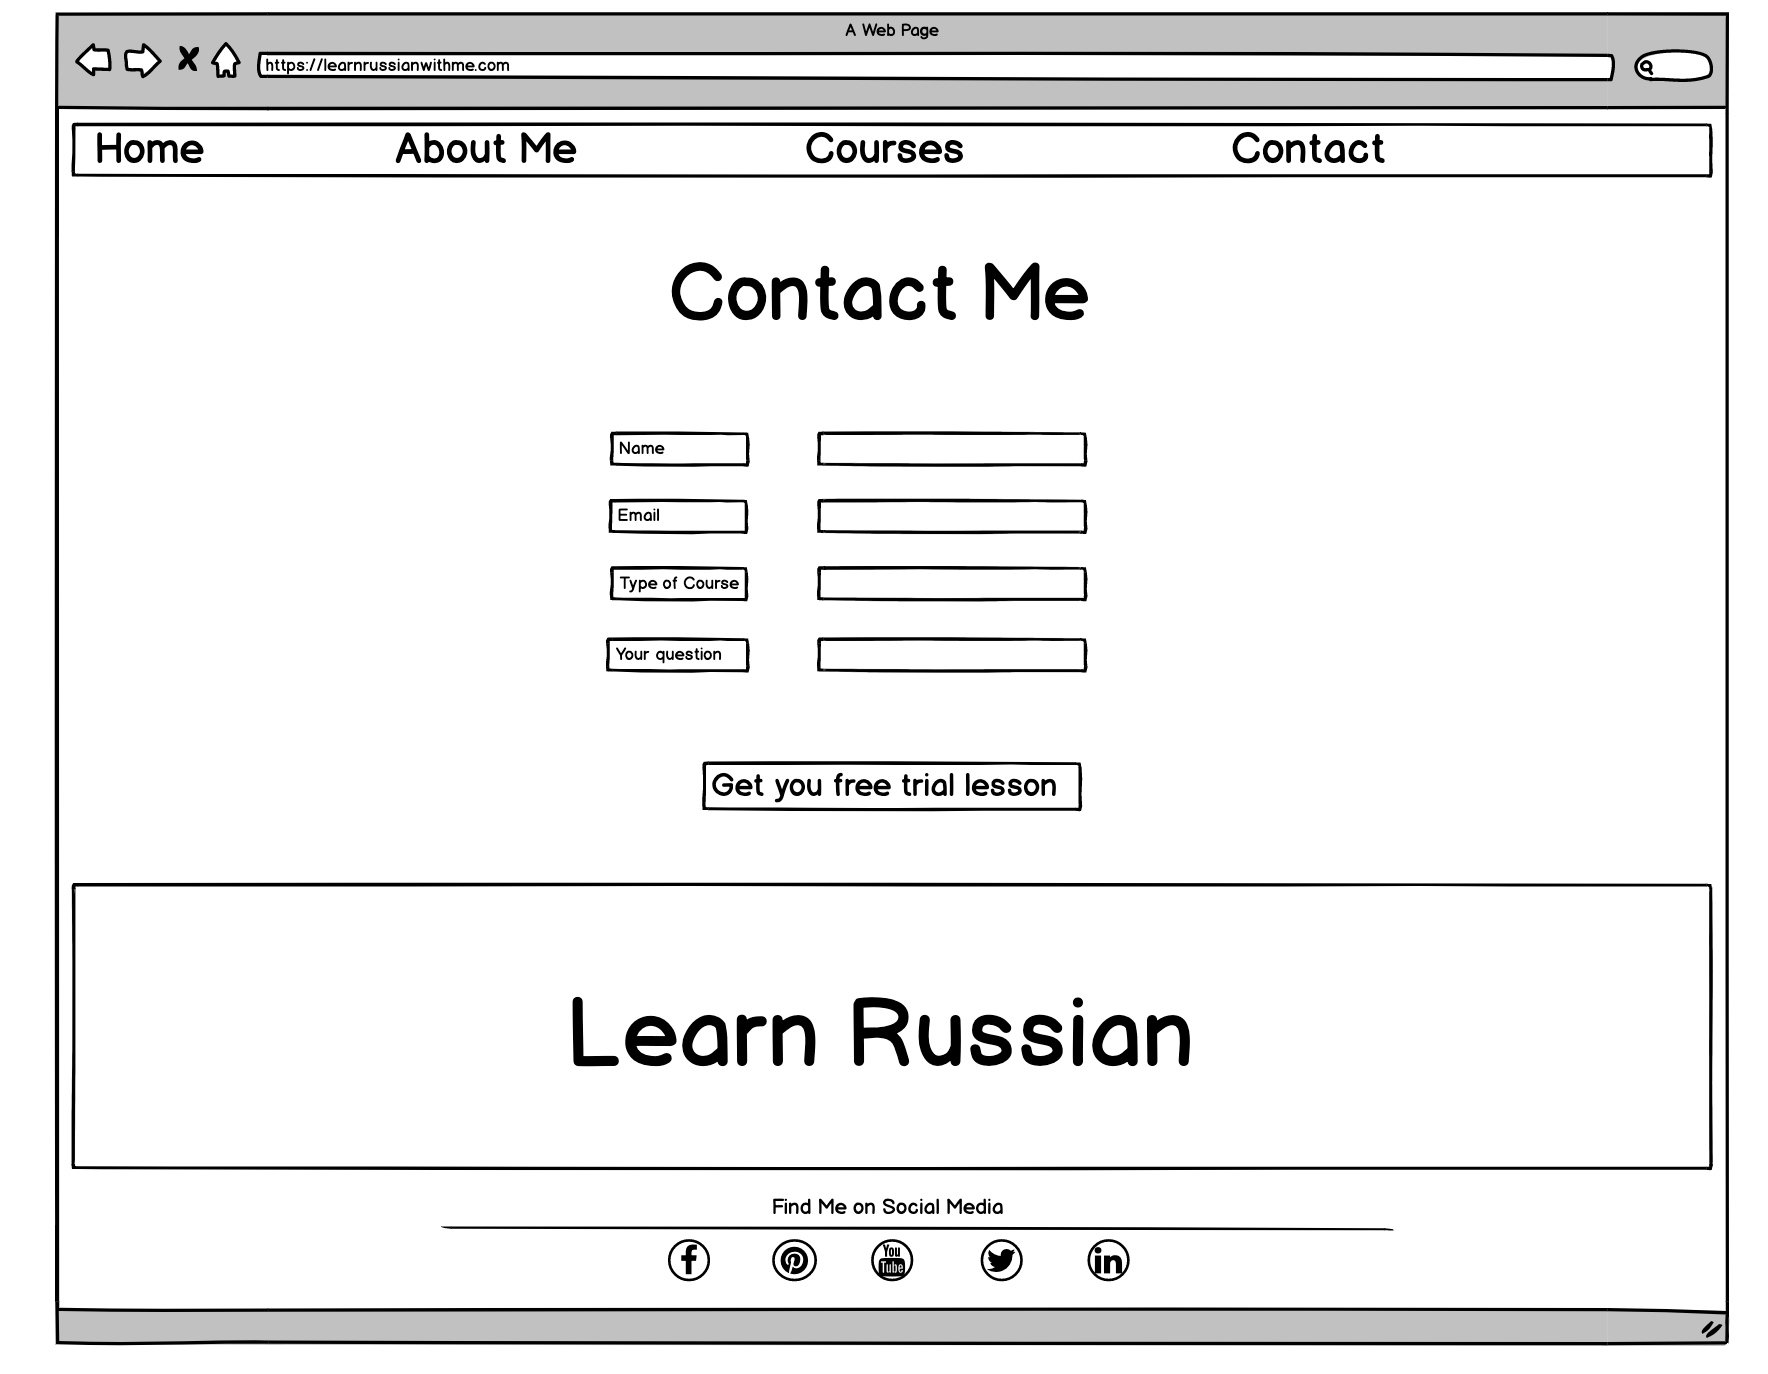 A Web Page
https://learnrussianwithme.com
Home About Me Courses Contact
Contact Me
Name
Email
Type of Course
Your question
Get you free trial lesson
Learn Russian
Find Me on Social Media
f P You Tube in